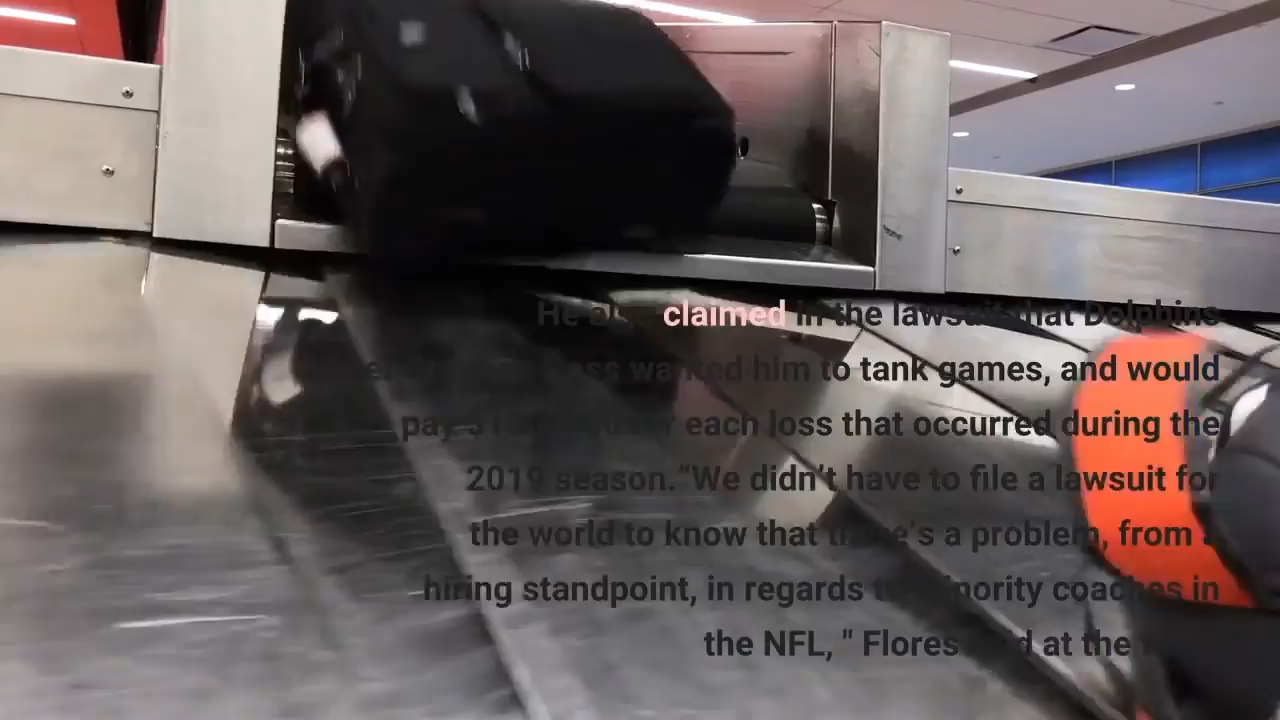 He claimed in the lawsuit that Dolphins
wanted him to tank games, and would
pay each loss that occurred during the
2019 season."We didn't have to file a lawsuit for
the world to know that there's a problem, from a
hiring standpoint, in regards to minority coaches in
the NFL, " Flores said at the